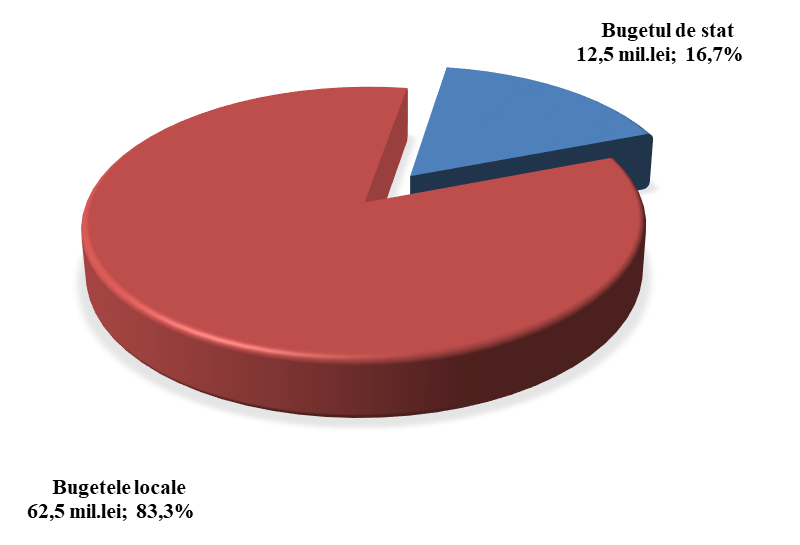 Bugetul de stat
12,5 mil.lei; 16,7%
Bugetele locale
62,5 mil.lei; 83,3%